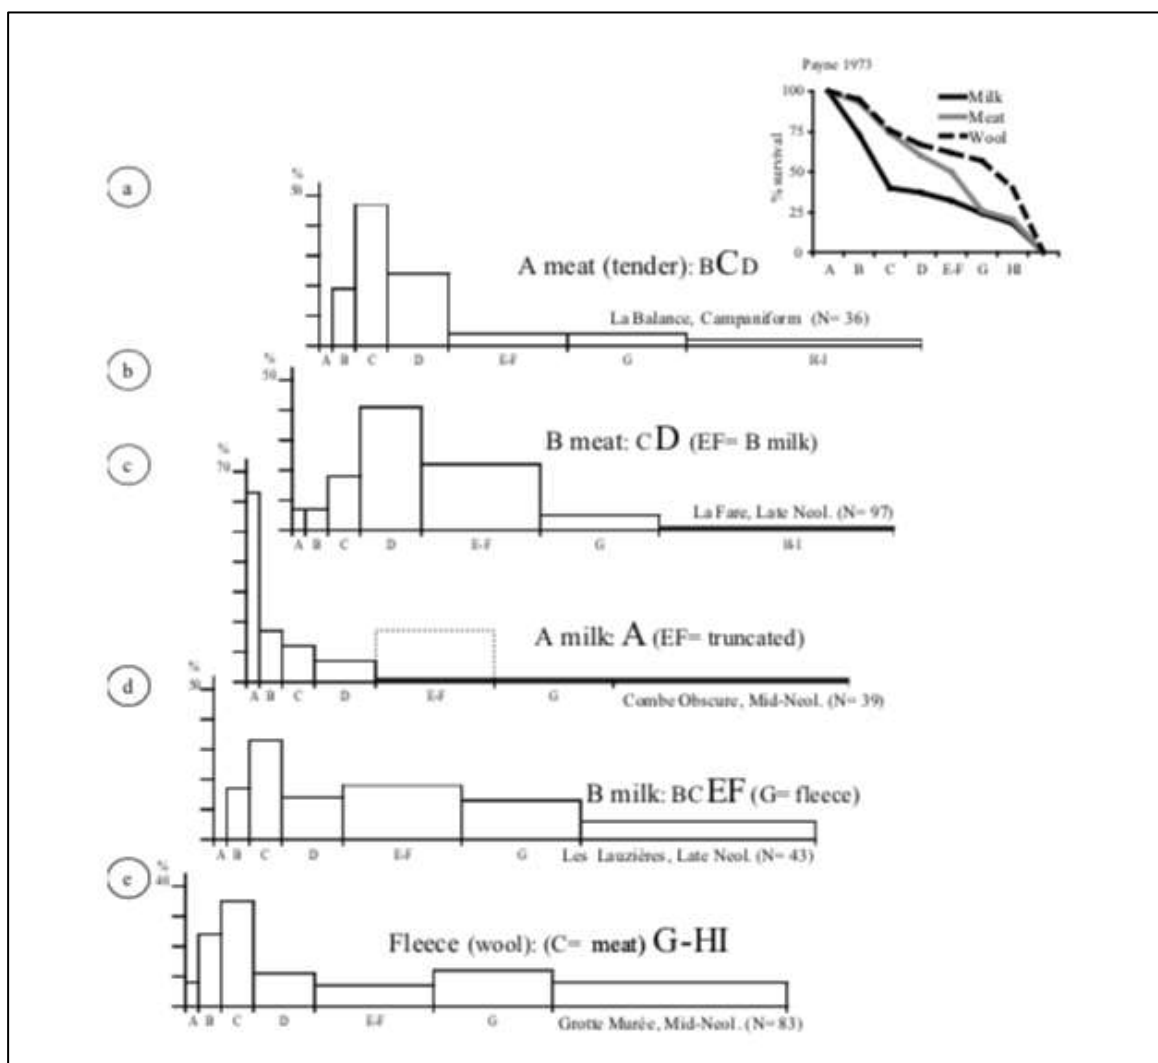 Payne 1973
100
75
50
25
0
% survival
Milk
Meat
Wool
A B C D E-F G HI
a
%
50
A meat (tender): BCD
La Balance, Campaniform (N= 36)
A B C D E-F G H-I
b
%
50
B meat: CD (EF= B milk)
La Fare, Late Neol. (N= 97)
A B C D E-F G H-I
c
%
70
A milk: A (EF= truncated)
A B C D E-F G
Combe Obscure, Mid-Neol. (N= 39)
d
%
50
B milk: BC EF (G= fleece)
A B C D E-F G
Les Lauzières, Late Neol. (N= 43)
e
%
40
Fleece (wool): (C= meat) G-HI
A B C D E-F G
Grotte Murée, Mid-Neol. (N= 83)